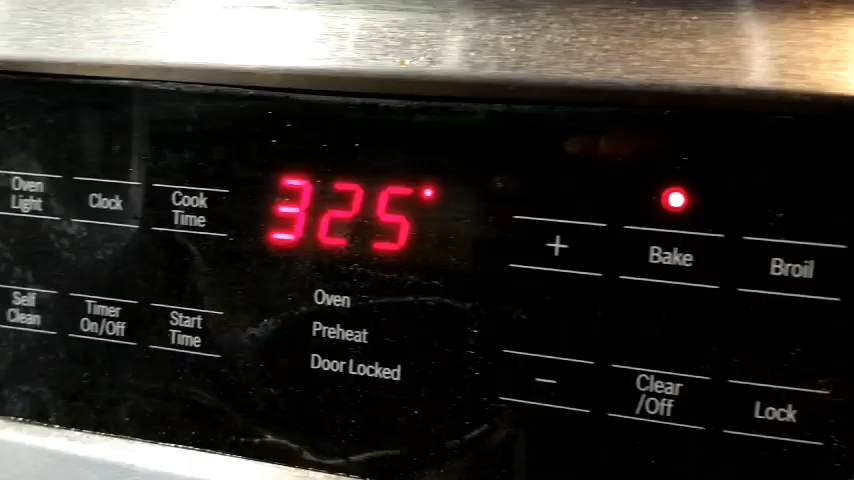 Oven
Light
Clock
Cook
Time
325°
+
Bake
Broil
Self
Clean
Timer
On/Off
Start
Time
Oven
Preheat
Door Locked
–
Clear
/Off
Lock